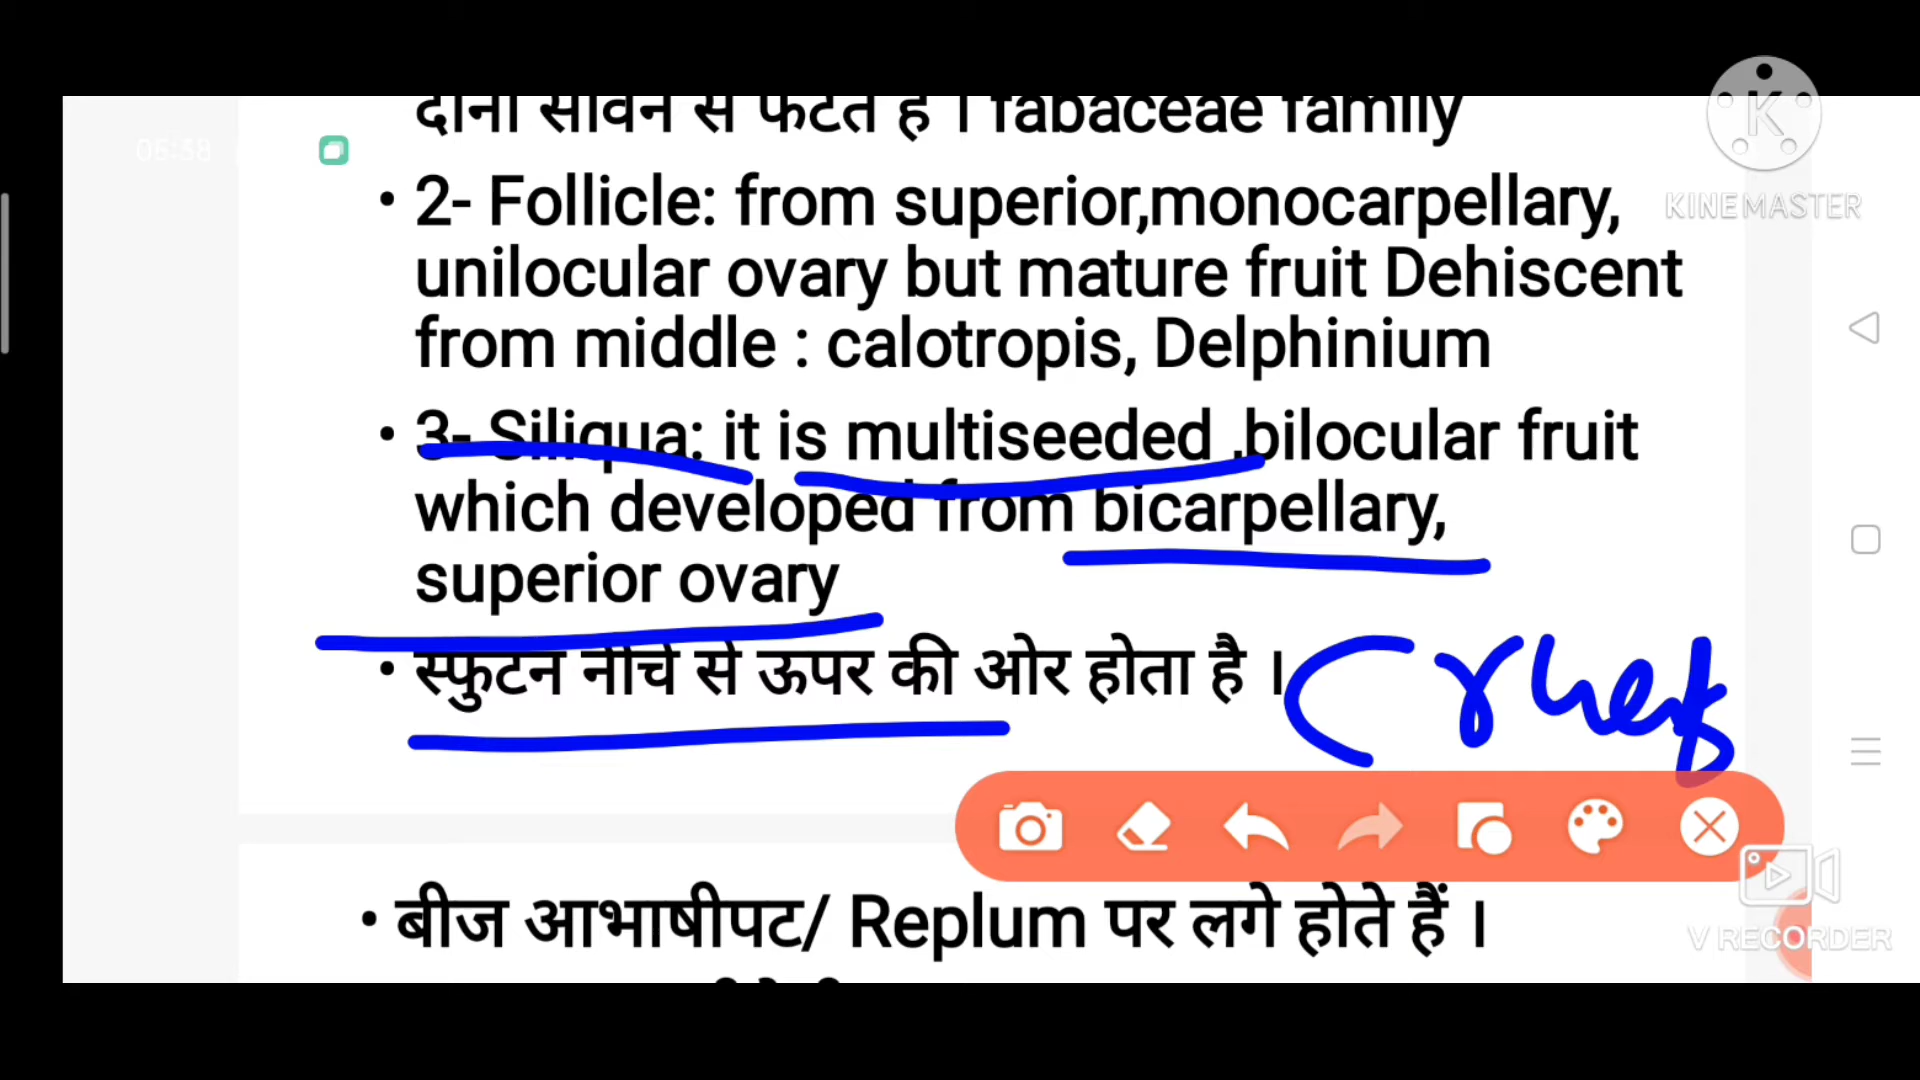 दोनों सीवन से फटते है । fabaceae family
06:38
K
KINEMASTER
• 2- Follicle: from superior,monocarpellary,
unilocular ovary but mature fruit Dehiscent
from middle : calotropis, Delphinium
• 3- Siliqua: it is multiseeded ,bilocular fruit
which developed from bicarpellary,
superior ovary
• स्फुटन नीचे से ऊपर की ओर होता है ।
• बीज आभाषीपट/ Replum पर लगे होते हैं ।
V RECORDER